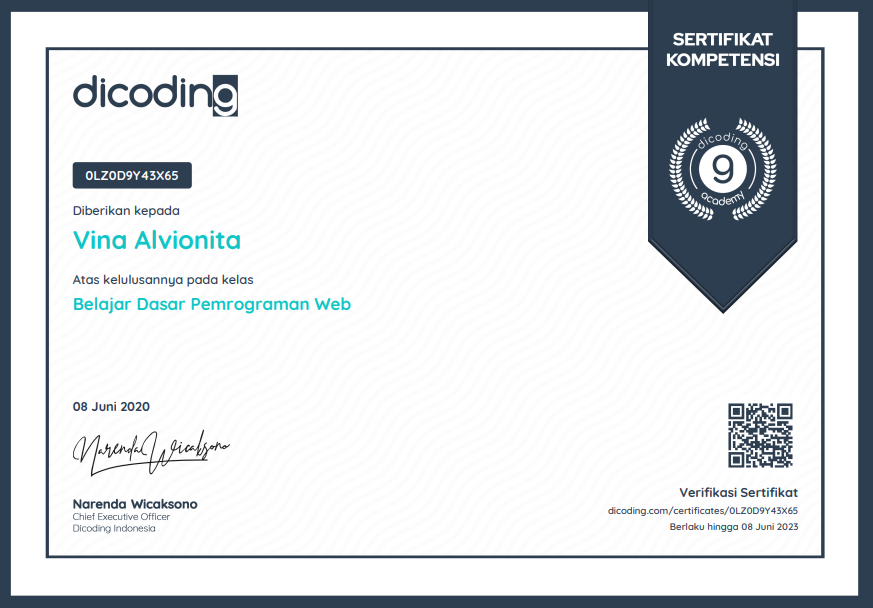 SERTIFIKAT
KOMPETENSI
dicoding
dicoding
9
academy
0LZ0D9Y43X65
Diberikan kepada
Vina Alvionita
Atas kelulusannya pada kelas
Belajar Dasar Pemrograman Web
08 Juni 2020
Narenda Wicaksono
Narenda Wicaksono
Chief Executive Officer
Dicoding Indonesia
Verifikasi Sertifikat
dicoding.com/certificates/0LZ0D9Y43X65
Berlaku hingga 08 Juni 2023